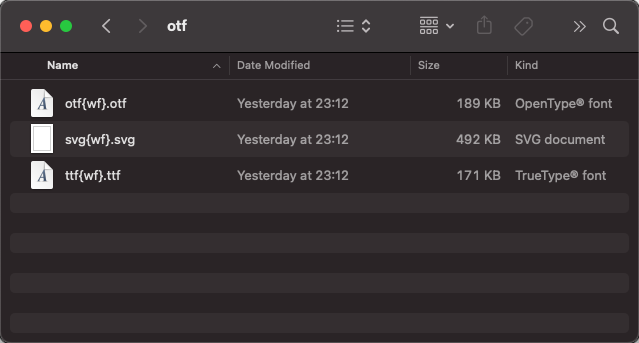 otf
Name Date Modified Size Kind
otf{wf}.otf Yesterday at 23:12 189 KB OpenType® font
svg{wf}.svg Yesterday at 23:12 492 KB SVG document
ttf{wf}.ttf Yesterday at 23:12 171 KB TrueType® font